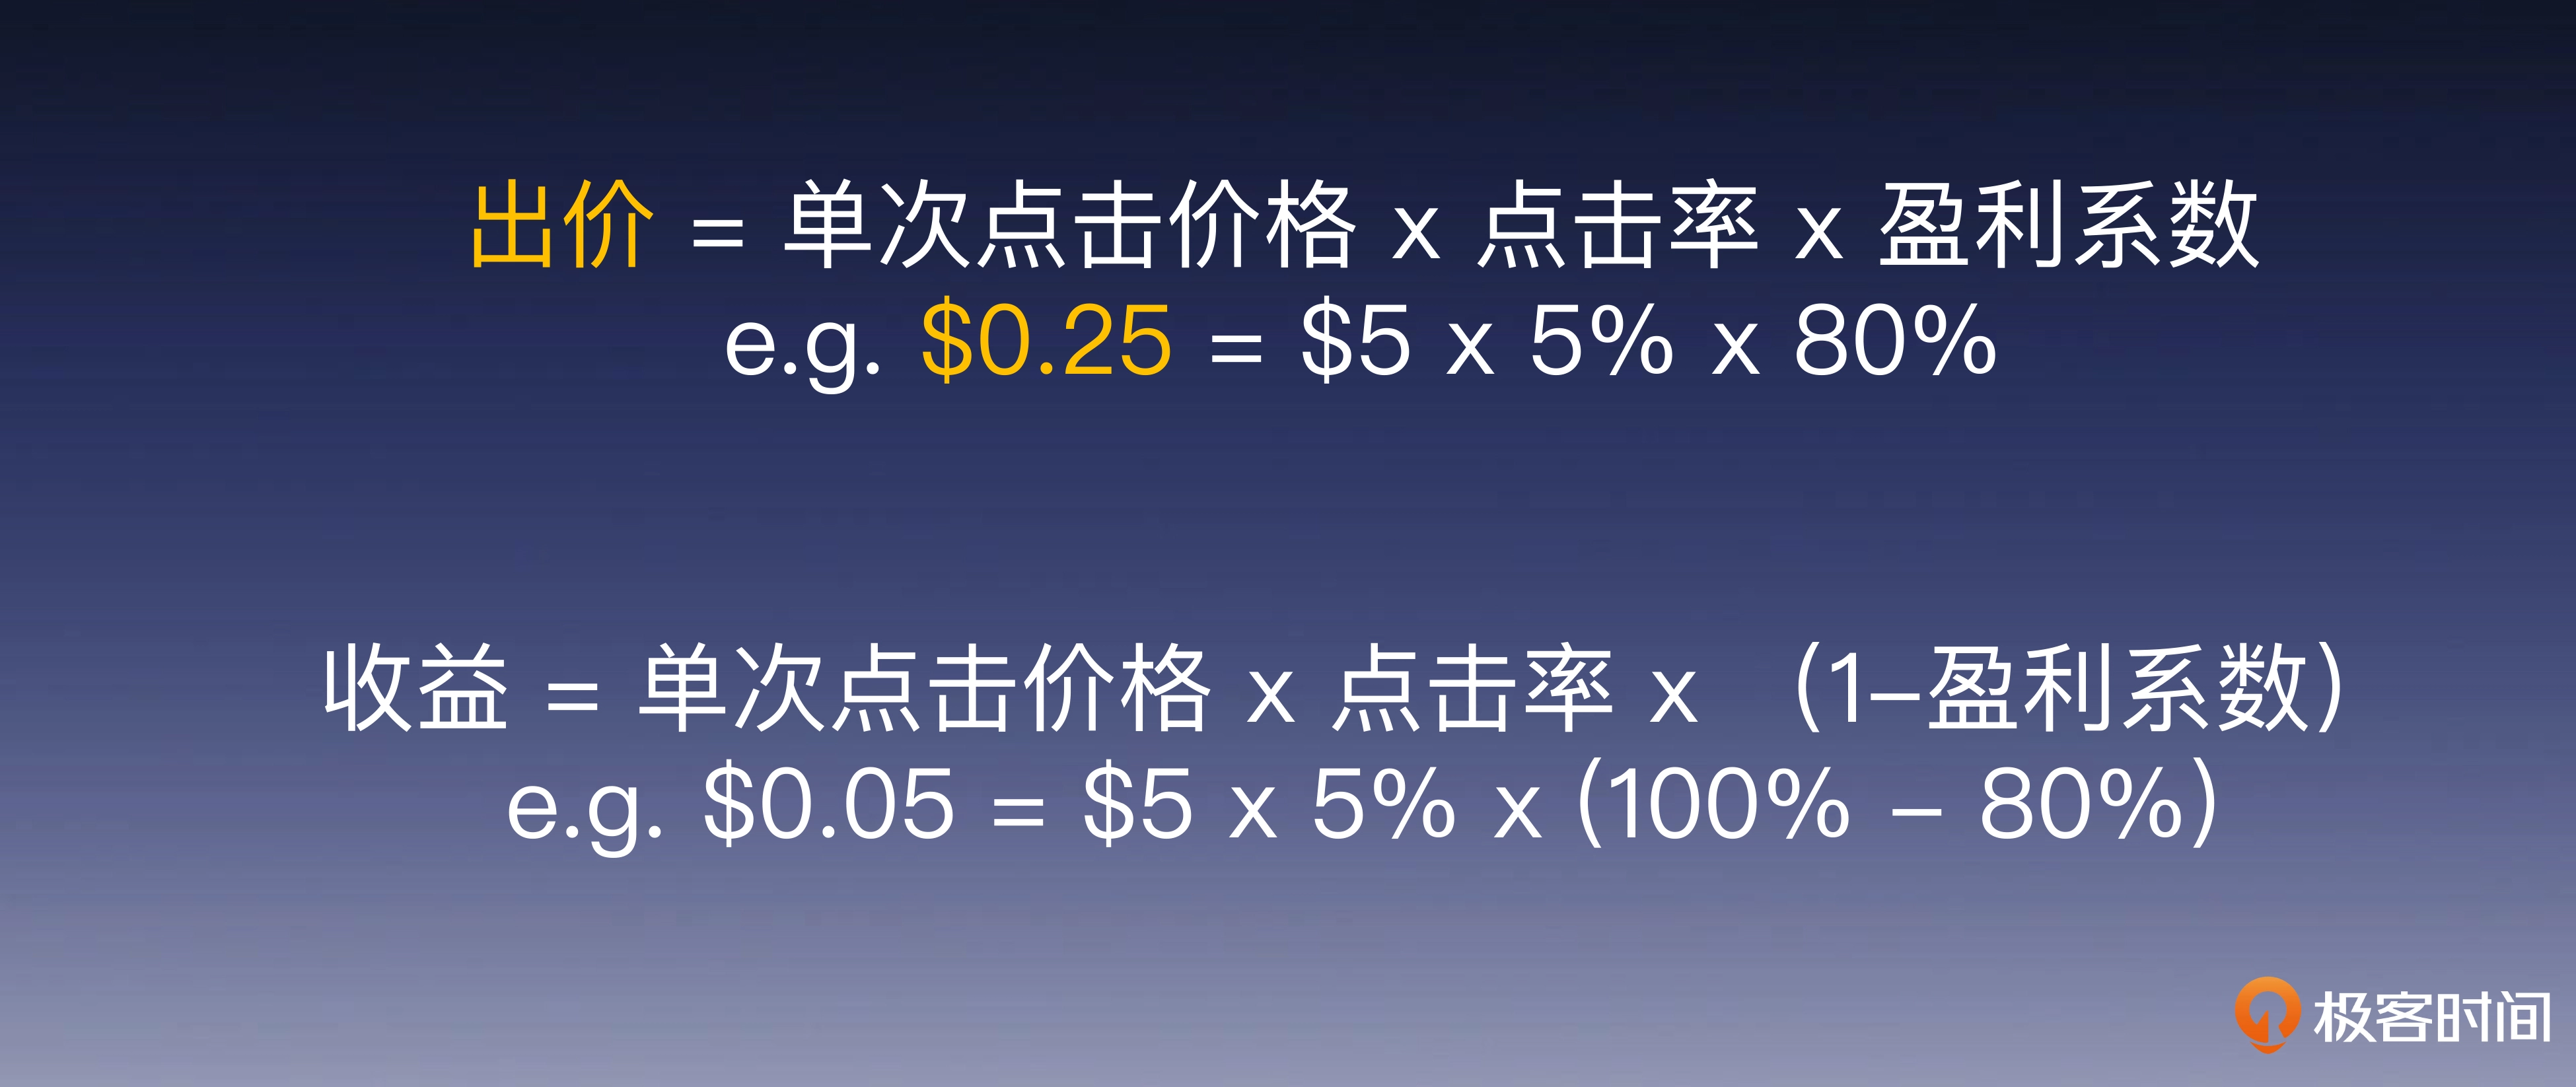 出价 = 单次点击价格 x 点击率 x 盈利系数
e.g. $0.25 = $5 x 5% x 80%
收益 = 单次点击价格 x 点击率 x （1–盈利系数）
e.g. $0.05 = $5 x 5% x (100% – 80%)
极客时间